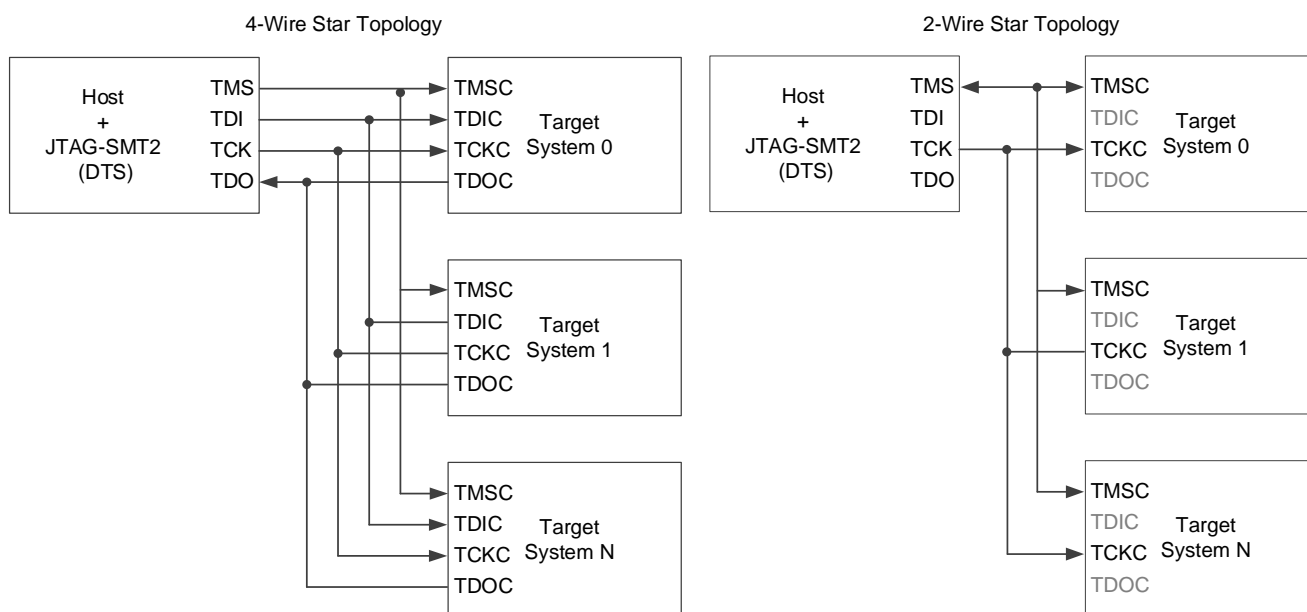 4-Wire Star Topology
Host
+
JTAG-SMT2
(DTS)
TMS
TDI
TCK
TDO
TMSC
TDIC
TCKC
TDOC
Target
System 0
TMSC
TDIC
TCKC
TDOC
Target
System 1
TMSC
TDIC
TCKC
TDOC
Target
System N
2-Wire Star Topology
Host
+
JTAG-SMT2
(DTS)
TMS
TDI
TCK
TDO
TMSC
TDIC
TCKC
TDOC
Target
System 0
TMSC
TDIC
TCKC
TDOC
Target
System 1
TMSC
TDIC
TCKC
TDOC
Target
System N